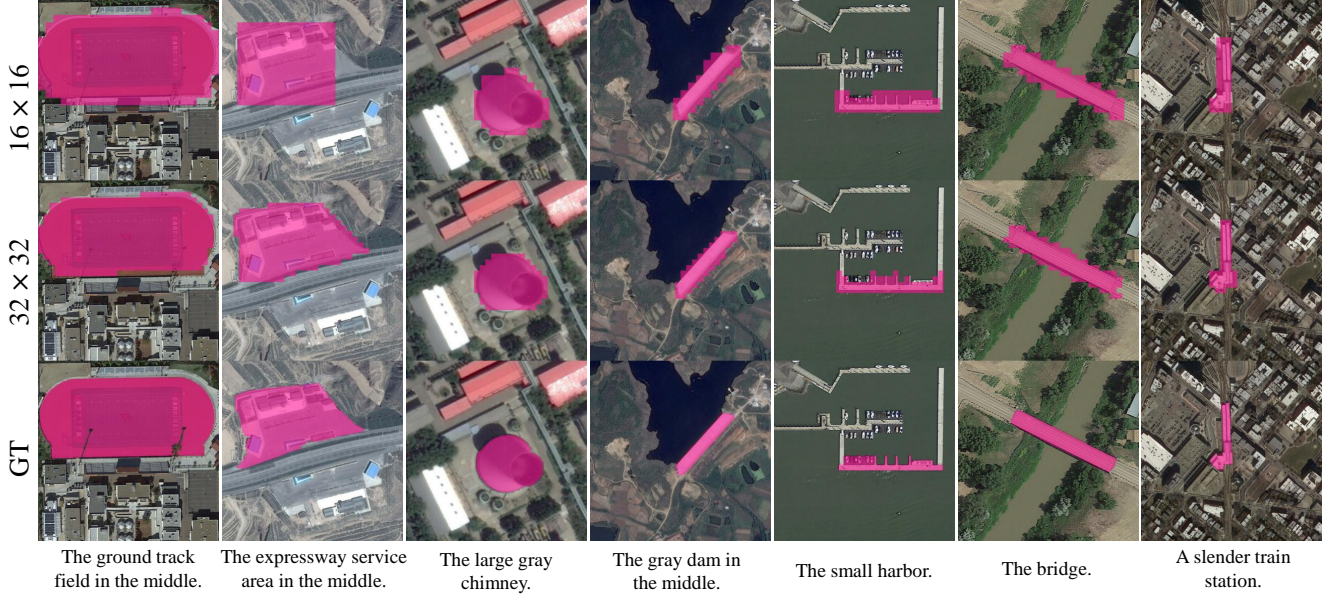 16 × 16
32 × 32
GT
The ground track
field in the middle.
The expressway service
area in the middle.
The large gray
chimney.
The gray dam in
the middle.
The small harbor.
The bridge.
A slender train
station.